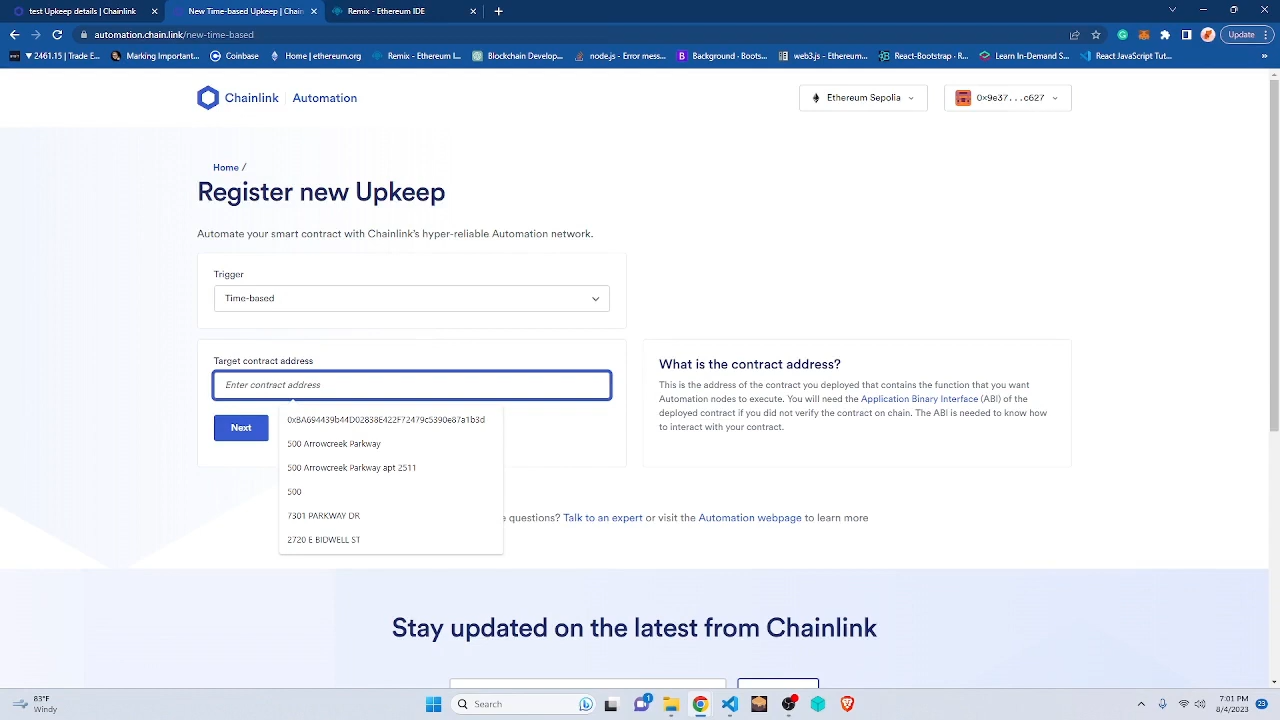 test Upkeep details | Chainlink
New Time-based Upkeep | Chain
Remix - Ethereum IDE
automation.chain.link/new-time-based
Update
▼2461.15 | Trade E...
Making Important...
Coinbase
Home | ethereum.org
Remix - Ethereum I...
Blockchain Develop...
node.js - Error mess...
Background · Boots...
web3js - Ethereum...
React-Bootstrap · R...
Learn In-Demand S...
React JavaScript Tut...
»
Chainlink | Automation
Ethereum Sepolia
0x9e37...c627
Home /
Register new Upkeep
Automate your smart contract with Chainlink's hyper-reliable Automation network.
Trigger
Time-based
Target contract address
Enter contract address
Next
0x8A694439b44D02838E422F72479c5390e87a1b3d
500 Arrowcreek Parkway
500 Arrowcreek Parkway apt 2511
500
7301 PARKWAY DR
2720 E BIDWELL ST
What is the contract address?
This is the address of the contract you deployed that contains the function that you want
Automation nodes to execute. You will need the Application Binary Interface (ABI) of the
deployed contract if you did not verify the contract on chain. The ABI is needed to know how
to interact with your contract.
e questions? Talk to an expert or visit the Automation webpage to learn more
Stay updated on the latest from Chainlink
83°F
Windy
Search
1
7:01 PM
8/4/2023
23